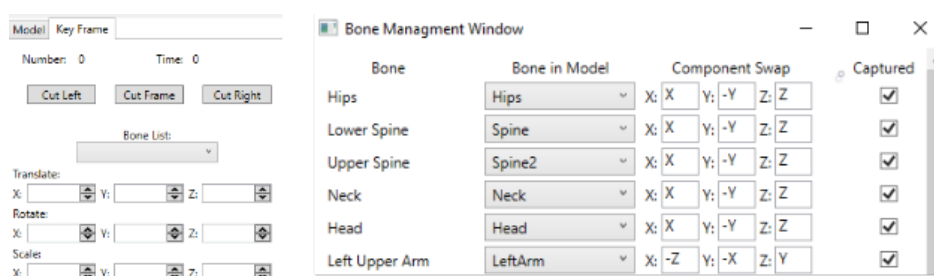 Model Key Frame
Number: 0 Time: 0
Cut Left Cut Frame Cut Right
Bone List:
Translate:
X: Y: Z:
Rotate:
X: Y: Z:
Scale:
X: Y: Z:
Bone Managment Window
Bone Bone in Model Component Swap Captured
Hips Hips X: X Y: -Y Z: Z
Lower Spine Spine X: X Y: -Y Z: Z
Upper Spine Spine2 X: X Y: -Y Z: Z
Neck Neck X: X Y: -Y Z: Z
Head Head X: X Y: -Y Z: Z
Left Upper Arm LeftArm X: -Z Y: -X Z: Y